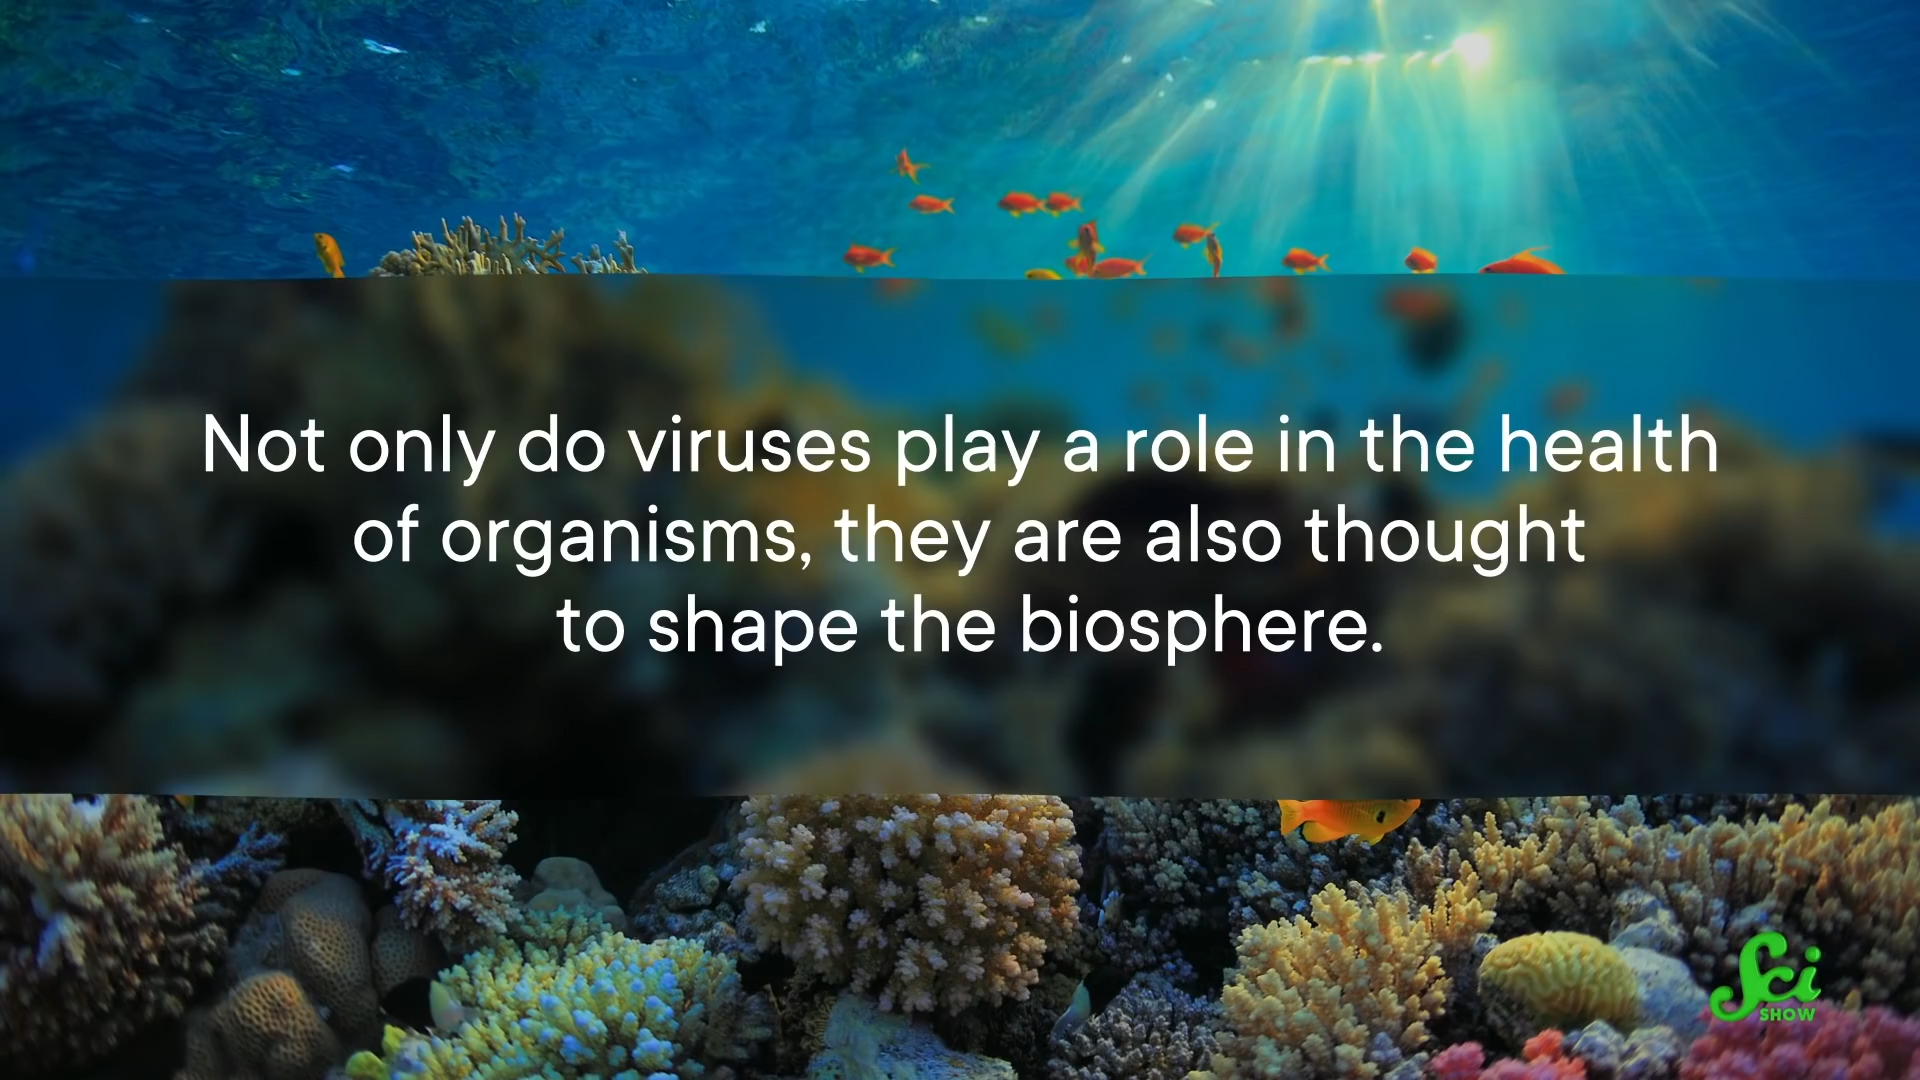 Not only do viruses play a role in the health
of organisms, they are also thought
to shape the biosphere.
Sci
SHOW